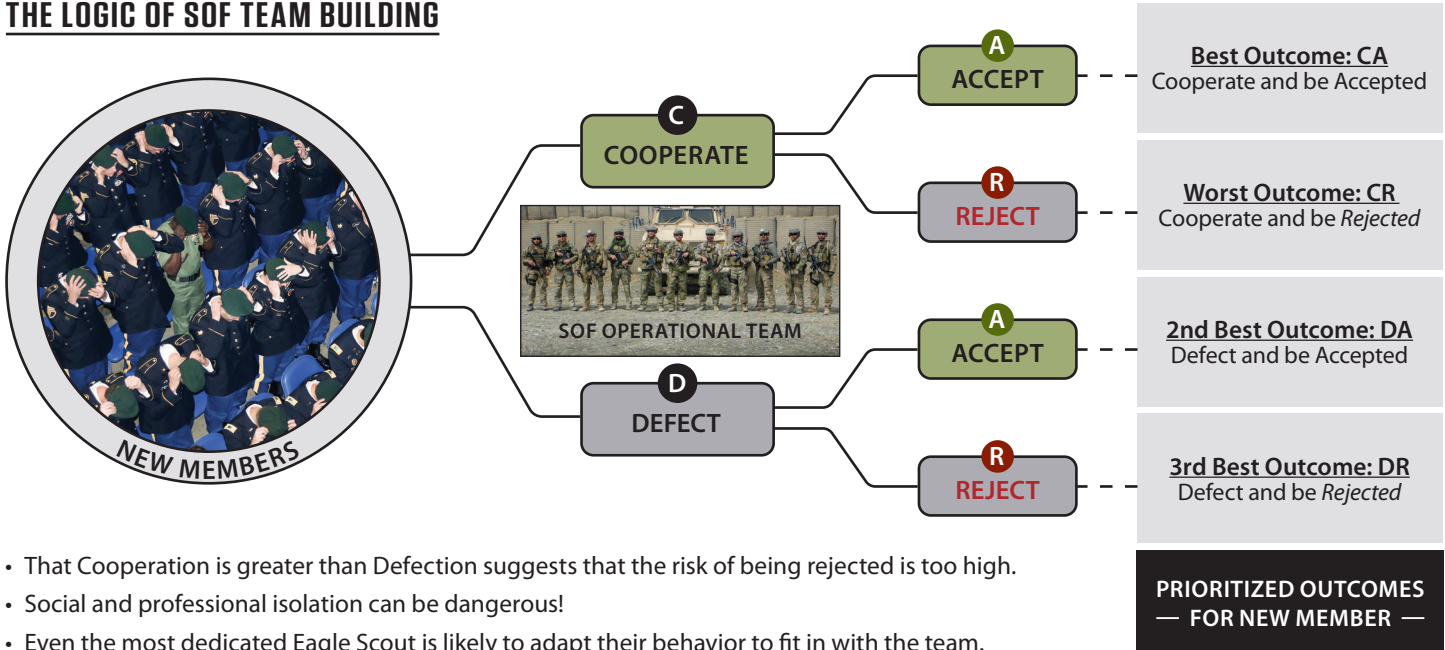 THE LOGIC OF SOF TEAM BUILDING
NEW MEMBERS
C
COOPERATE
SOF OPERATIONAL TEAM
D
DEFECT
A
ACCEPT
R
REJECT
A
ACCEPT
R
REJECT
Best Outcome: CA
Cooperate and be Accepted
Worst Outcome: CR
Cooperate and be Rejected
2nd Best Outcome: DA
Defect and be Accepted
3rd Best Outcome: DR
Defect and be Rejected
PRIORITIZED OUTCOMES
— FOR NEW MEMBER —
• That Cooperation is greater than Defection suggests that the risk of being rejected is too high.
• Social and professional isolation can be dangerous!
• Even the most dedicated Eagle Scout is likely to adapt their behavior to fit in with the team.